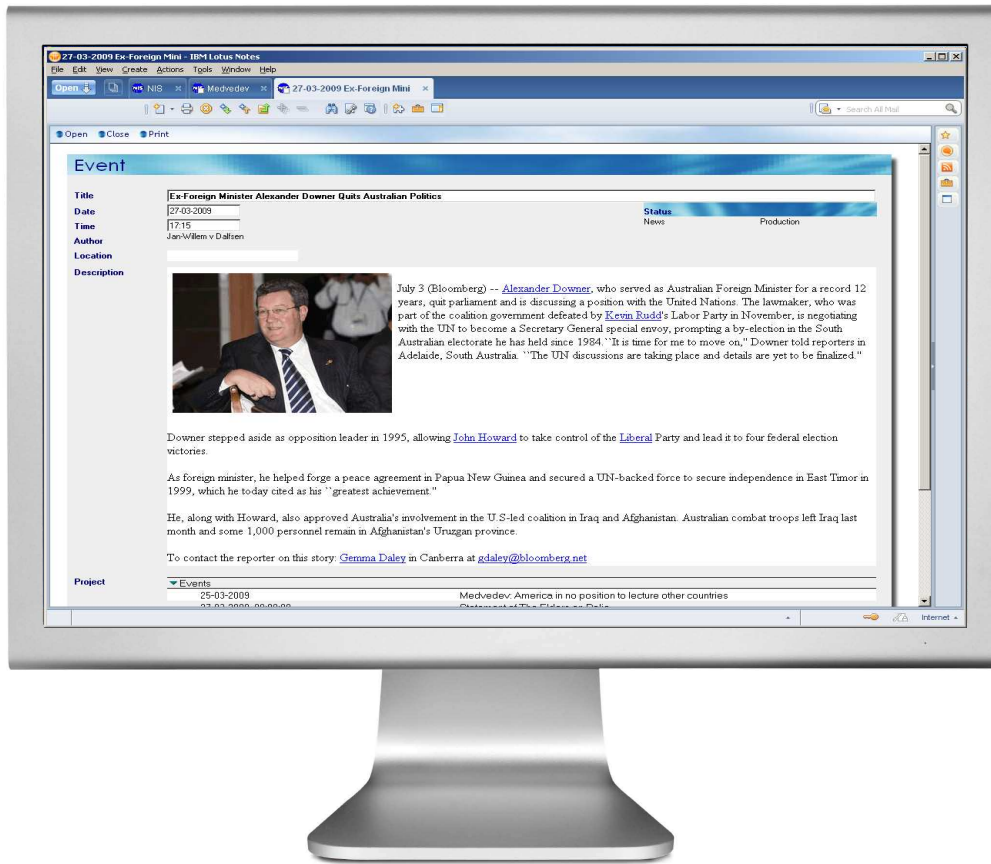 27-03-2009 Ex-Foreign Mini - IBM Lotus Notes
File Edit View Create Actions Tools Window Help
Open NIS Medvedev 27-03-2009 Ex-Foreign Mini
Search All Mail
Open Close Print
Event
Title Ex-Foreign Minister Alexander Downer Quits Australian Politics
Date 27-03-2009 Status
Time 17:15 News Production
Author Jan-Willem v Dalfsen
Location
Description
July 3 (Bloomberg) -- Alexander Downer, who served as Australian Foreign Minister for a record 12
years, quit parliament and is discussing a position with the United Nations. The lawmaker, who was
part of the coalition government defeated by Kevin Rudd's Labor Party in November, is negotiating
with the UN to become a Secretary General special envoy, prompting a by-election in the South
Australian electorate he has held since 1984.``It is time for me to move on,'' Downer told reporters in
Adelaide, South Australia. ``The UN discussions are taking place and details are yet to be finalized.''
Downer stepped aside as opposition leader in 1995, allowing John Howard to take control of the Liberal Party and lead it to four federal election
victories.
As foreign minister, he helped forge a peace agreement in Papua New Guinea and secured a UN-backed force to secure independence in East Timor in
1999, which he today cited as his ``greatest achievement.''
He, along with Howard, also approved Australia's involvement in the U.S-led coalition in Iraq and Afghanistan. Australian combat troops left Iraq last
month and some 1,000 personnel remain in Afghanistan's Uruzgan province.
To contact the reporter on this story: Gemma Daley in Canberra at gdaley@bloomberg.net
Project Events
25-03-2009 Medvedev: America in no position to lecture other countries
Internet